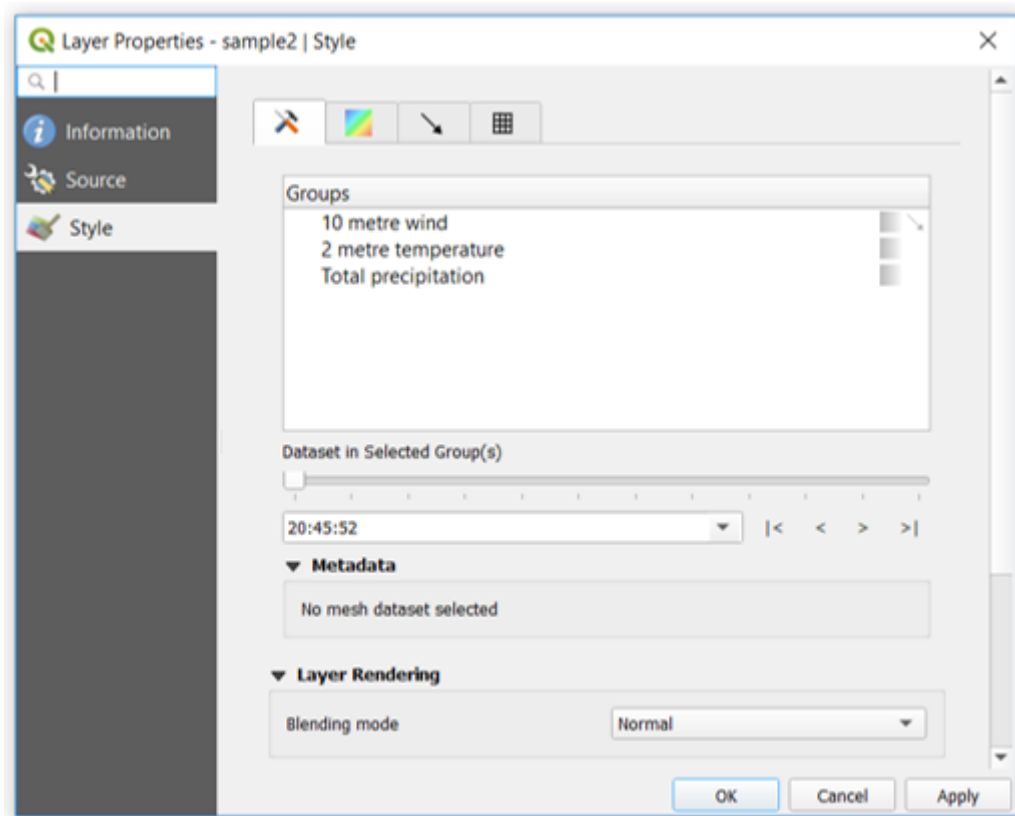 Layer Properties - sample2 | Style
Information
Source
Style
Groups
10 metre wind
2 metre temperature
Total precipitation
Dataset in Selected Group(s)
20:45:52 |< < > >|
Metadata
No mesh dataset selected
Layer Rendering
Blending mode Normal
OK Cancel Apply